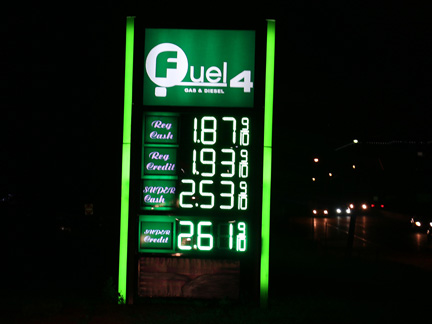 Fuel 4
GAS & DIESEL
Reg
Cash
1.87 9/10
Reg
Credit
1.93 9/10
SUPER
Cash
2.53 9/10
SUPER
Credit
2.61 9/10